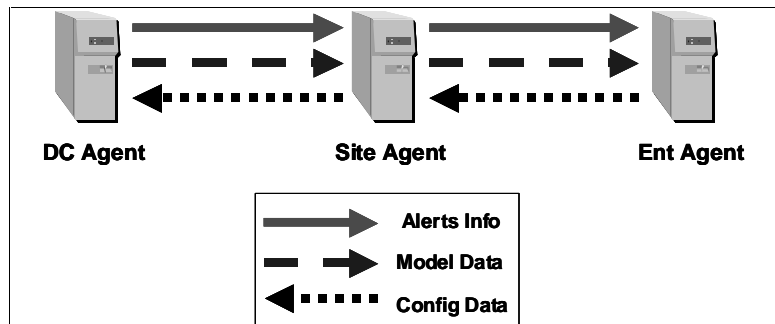 DC Agent
Site Agent
Ent Agent
Alerts Info
Model Data
Config Data